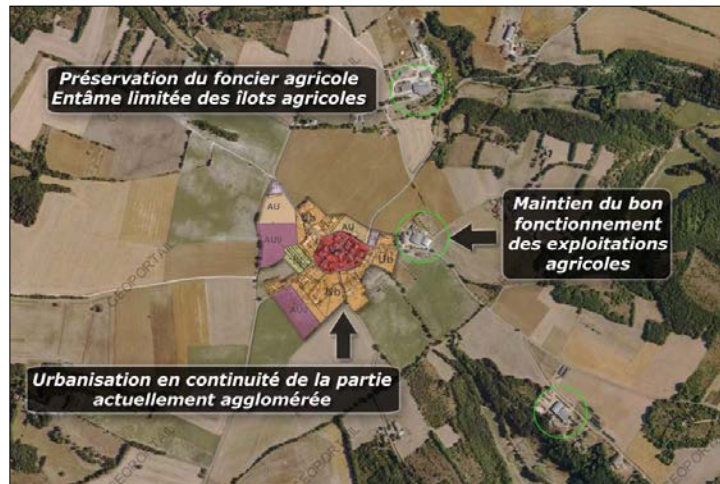 Préservation du foncier agricole
Entâme limitée des îlots agricoles
Maintien du bon
fonctionnement
des exploitations
agricoles
AU
AU
Ub
Urbanisation en continuité de la partie
actuellement agglomérée
GEOPORTAIL
GEOPORTAIL
GEOPORTAIL
GEOPORTAIL